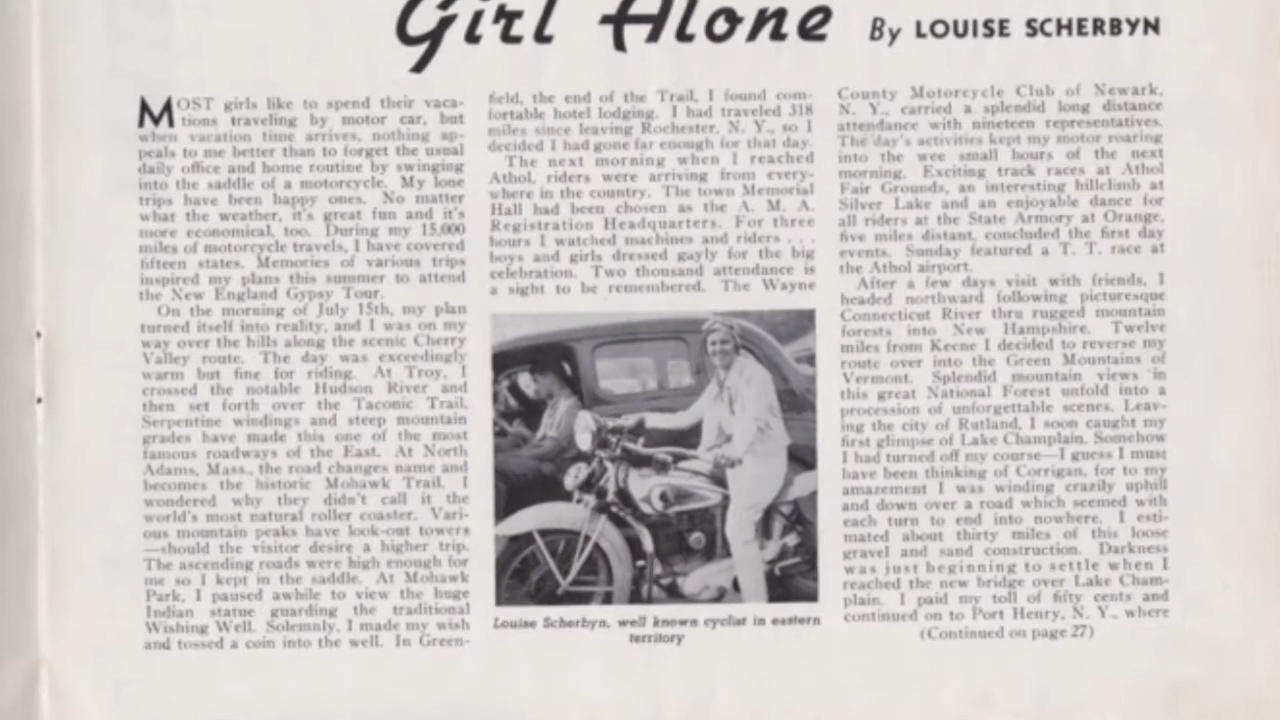 Girl Alone By LOUISE SCHERBYN
MOST girls like to spend their vaca-
tions traveling by motor car, but
when vacation time arrives, nothing ap-
peals to me better than to forget the usual
daily office and home routine by swinging
into the saddle of a motorcycle. My lone
trips have been happy ones. No matter
what the weather, it's great fun and it's
more economical, too. During my 15,000
miles of motorcycle travels, I have covered
fifteen states. Memories of various trips
inspired my plans this summer to attend
the New England Gypsy Tour.
On the morning of July 15th, my plan
turned itself into reality, and I was on my
way over the hills along the scenic Cherry
Valley route. The day was exceedingly
warm but fine for riding. At Troy, I
crossed the notable Hudson River and
then set forth over the Taconic Trail.
Serpentine windings and steep mountain
grades have made this one of the most
famous roadways of the East. At North
Adams, Mass., the road changes name and
becomes the historic Mohawk Trail. I
wondered why they didn't call it the
world's most natural roller coaster. Vari-
ous mountain peaks have look-out towers
—should the visitor desire a higher trip.
The ascending roads were high enough for
me so I kept in the saddle. At Mohawk
Park, I paused awhile to view the huge
Indian statue guarding the traditional
Wishing Well. Solemnly, I made my wish
and tossed a coin into the well. In Green-
field, the end of the Trail, I found com-
fortable hotel lodging. I had traveled 318
miles since leaving Rochester, N. Y., so I
decided I had gone far enough for that day.
The next morning when I reached
Athol, riders were arriving from every-
where in the country. The town Memorial
Hall had been chosen as the A. M. A.
Registration Headquarters. For three
hours I watched machines and riders . . .
boys and girls dressed gayly for the big
celebration. Two thousand attendance is
a sight to be remembered. The Wayne
Louise Scherbyn, well known cyclist in eastern
territory
County Motorcycle Club of Newark,
N. Y., carried a splendid long distance
attendance with nineteen representatives.
The day's activities kept my motor roaring
into the wee small hours of the next
morning. Exciting track races at Athol
Fair Grounds, an interesting hillclimb at
Silver Lake and an enjoyable dance for
all riders at the State Armory at Orange,
five miles distant, concluded the first day
events. Sunday featured a T. T. race at
the Athol airport.
After a few days visit with friends, I
headed northward following picturesque
Connecticut River thru rugged mountain
forests into New Hampshire. Twelve
miles from Keene I decided to reverse my
route over into the Green Mountains of
Vermont. Splendid mountain views in
this great National Forest unfold into a
procession of unforgettable scenes. Leav-
ing the city of Rutland, I soon caught my
first glimpse of Lake Champlain. Somehow
I had turned off my course—I guess I must
have been thinking of Corrigan, for to my
amazement I was winding crazily uphill
and down over a road which seemed with
each turn to end into nowhere. I esti-
mated about thirty miles of this loose
gravel and sand construction. Darkness
was just beginning to settle when I
reached the new bridge over Lake Cham-
plain. I paid my toll of fifty cents and
continued on to Port Henry, N. Y., where
(Continued on page 27)